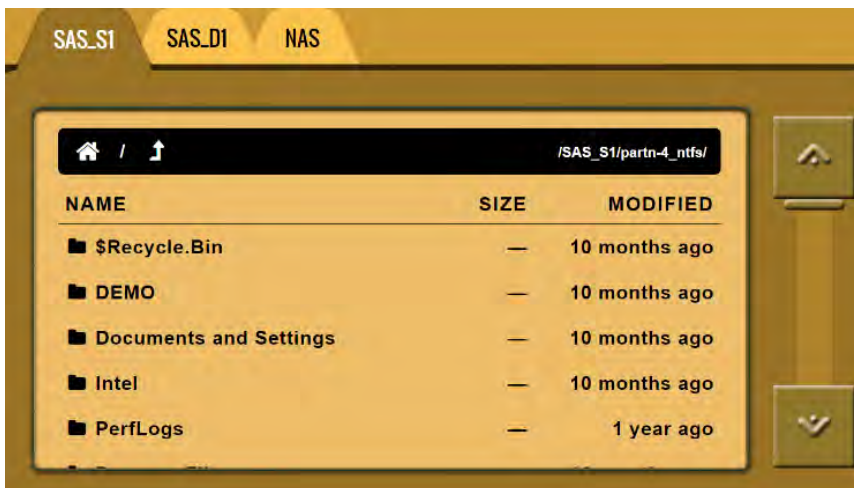 SAS_S1 SAS_D1 NAS
/ /SAS_S1/partn-4_ntfs/
NAME SIZE MODIFIED
$Recycle.Bin — 10 months ago
DEMO — 10 months ago
Documents and Settings — 10 months ago
Intel — 10 months ago
PerfLogs — 1 year ago